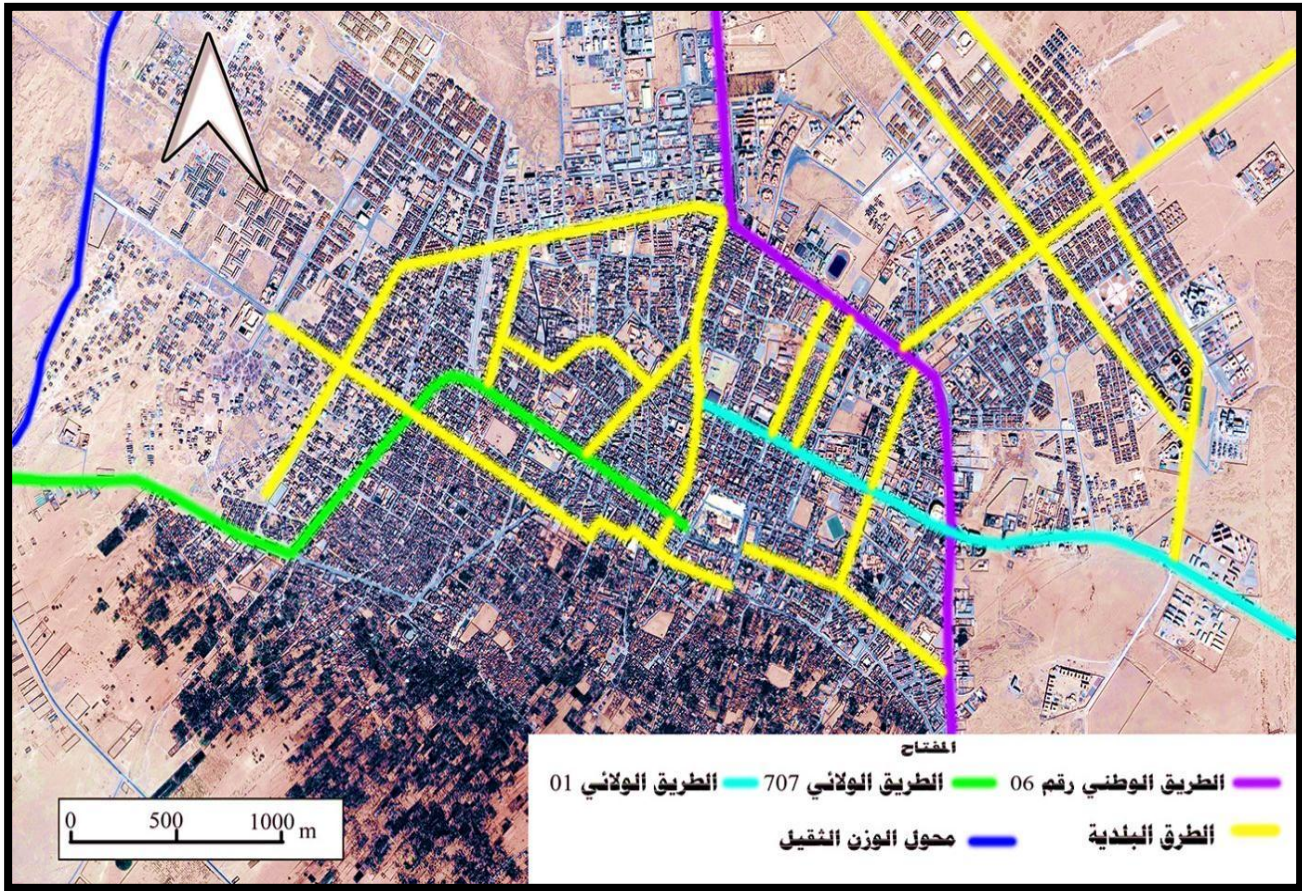 المفتاح
الطريق الوطني رقم 06 الطريق الولائي 707 الطريق الولائي 01
الطرق البلدية محول الوزن الثقيل
0 500 1000 m